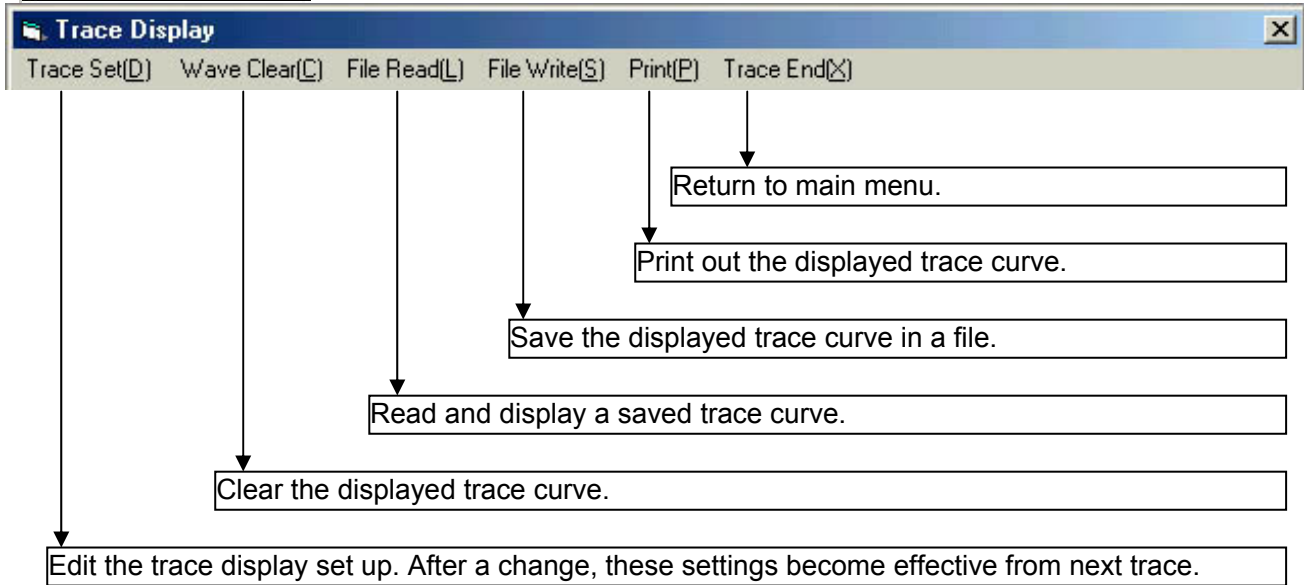 Trace Display
Trace Set(D) Wave Clear(C) File Read(L) File Write(S) Print(P) Trace End(X)
Return to main menu.
Print out the displayed trace curve.
Save the displayed trace curve in a file.
Read and display a saved trace curve.
Clear the displayed trace curve.
Edit the trace display set up. After a change, these settings become effective from next trace.